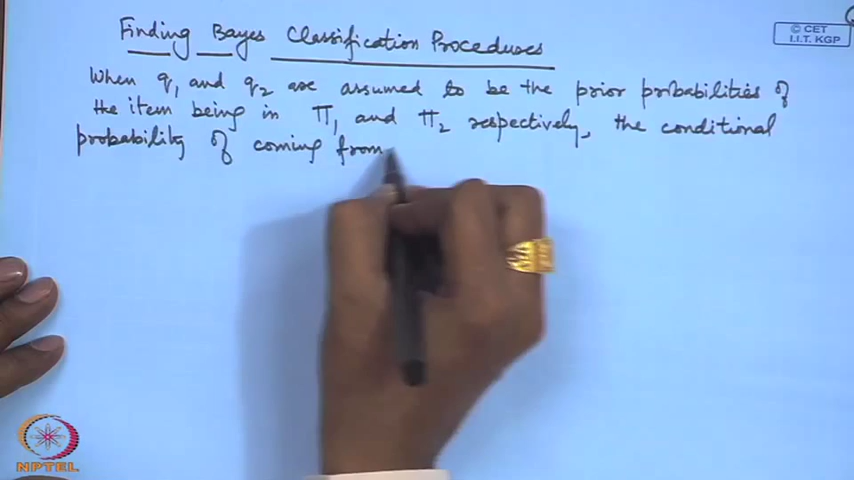 Finding Bayes Classification Procedures
© CET
I.I.T. KGP
When q₁ and q₂ are assumed to be the prior probabilities of
the item being in Π₁ and Π₂ respectively, the conditional
probability of coming from
NPTEL